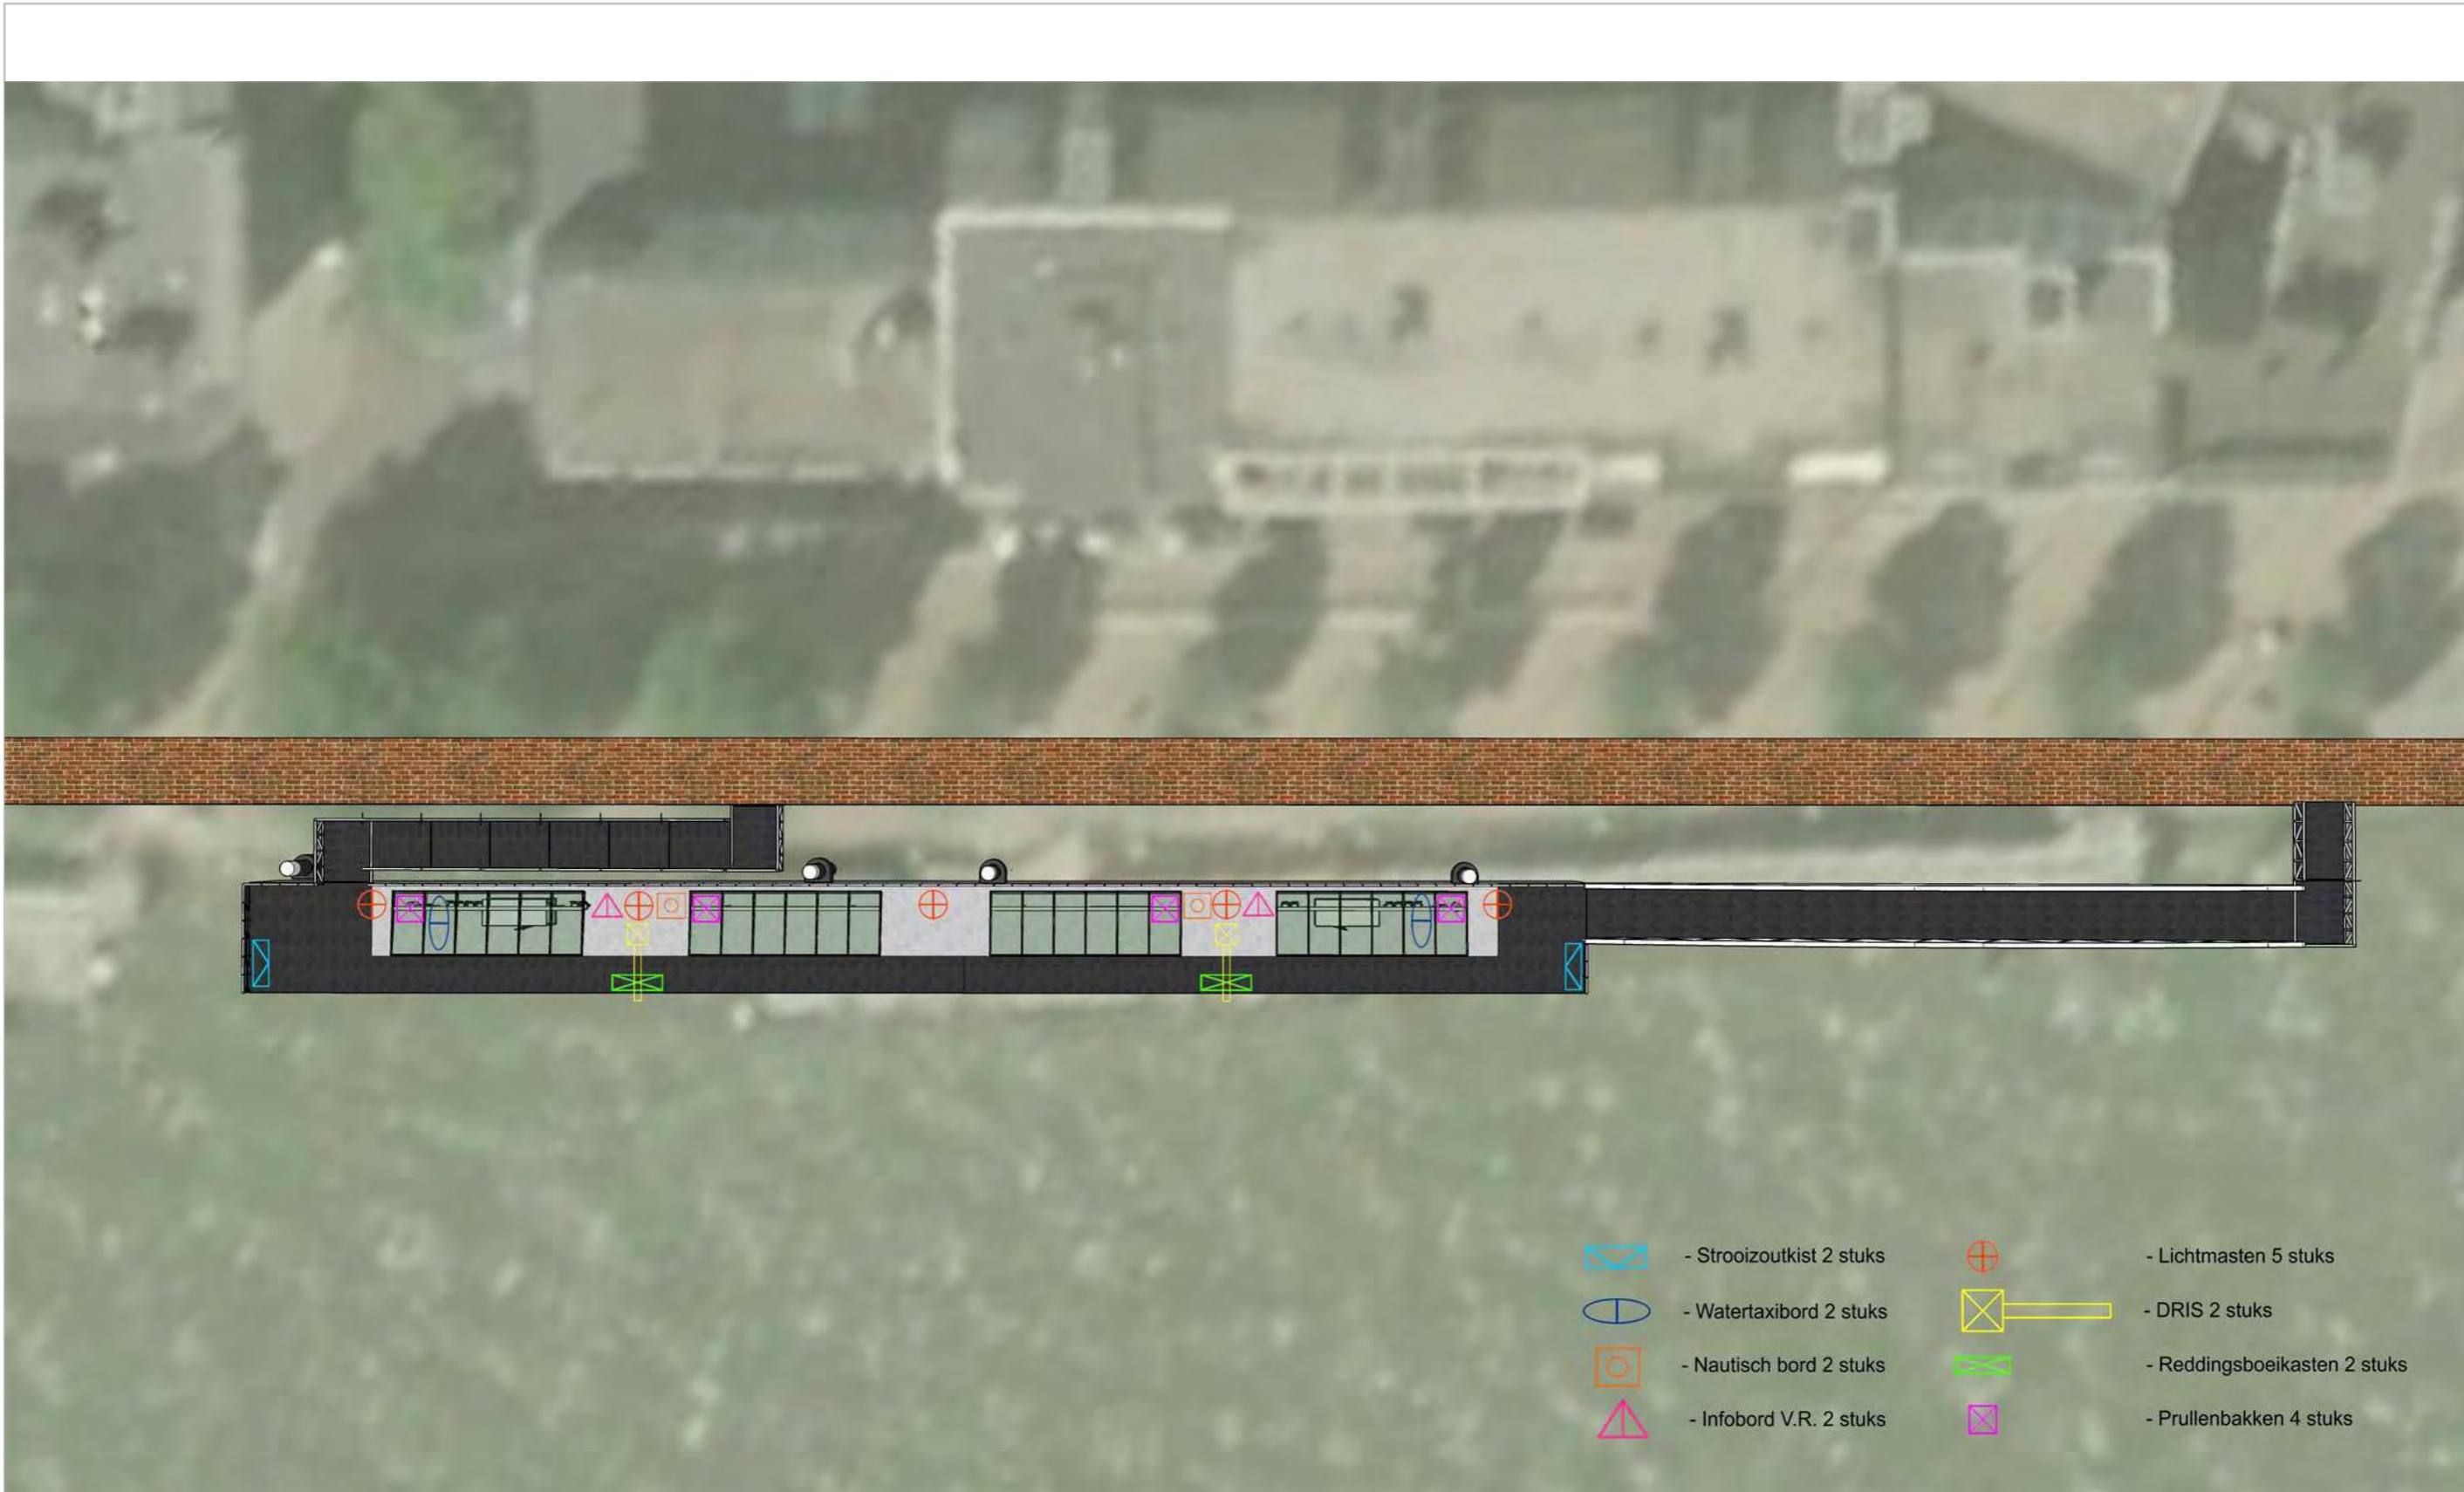 - Strooizoutkist 2 stuks
- Watertaxibord 2 stuks
- Nautisch bord 2 stuks
- Infobord V.R. 2 stuks
- Lichtmasten 5 stuks
- DRIS 2 stuks
- Reddingsboeikasten 2 stuks
- Prullenbakken 4 stuks